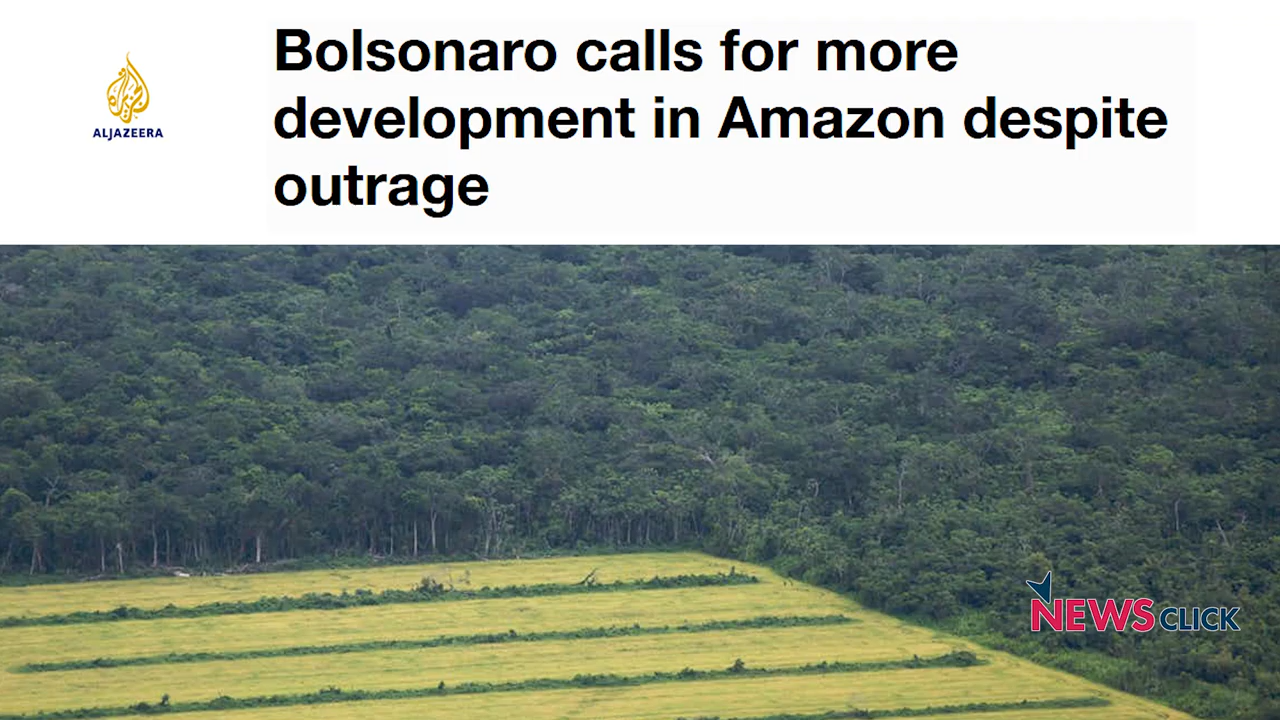 Bolsonaro calls for more
development in Amazon despite
outrage
ALJAZEERA
NEWSCLICK